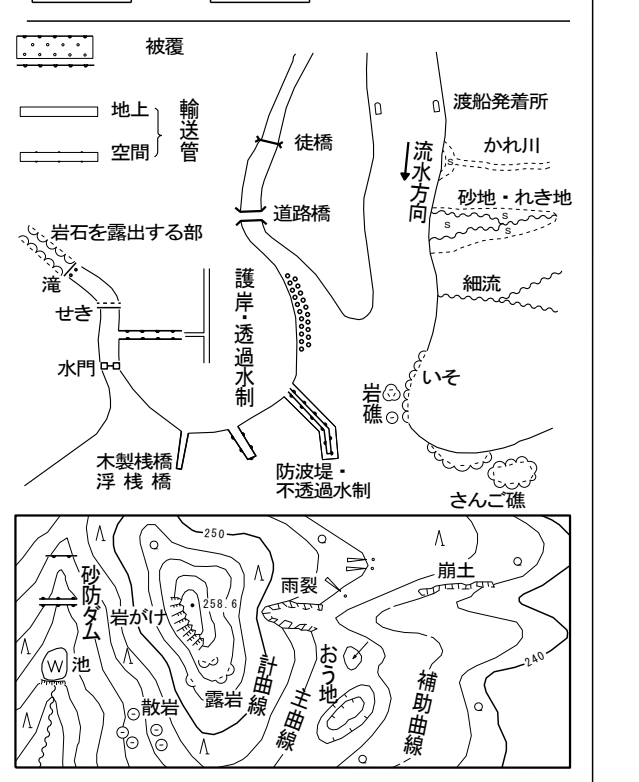 被覆
地上
空間
輸送管
徒橋
道路橋
渡船発着所
かれ川
流水方向
砂地・れき地
S
S
S
細流
岩石を露出する部
滝
せき
水門
護岸・透過水制
いそ
岩礁
木製桟橋
浮桟橋
防波堤・
不透過水制
さんご礁
250
砂防ダム
岩がけ
258.6
雨裂
崩土
池
W
散岩
露岩
計曲線
主曲線
おう地
補助曲線
240